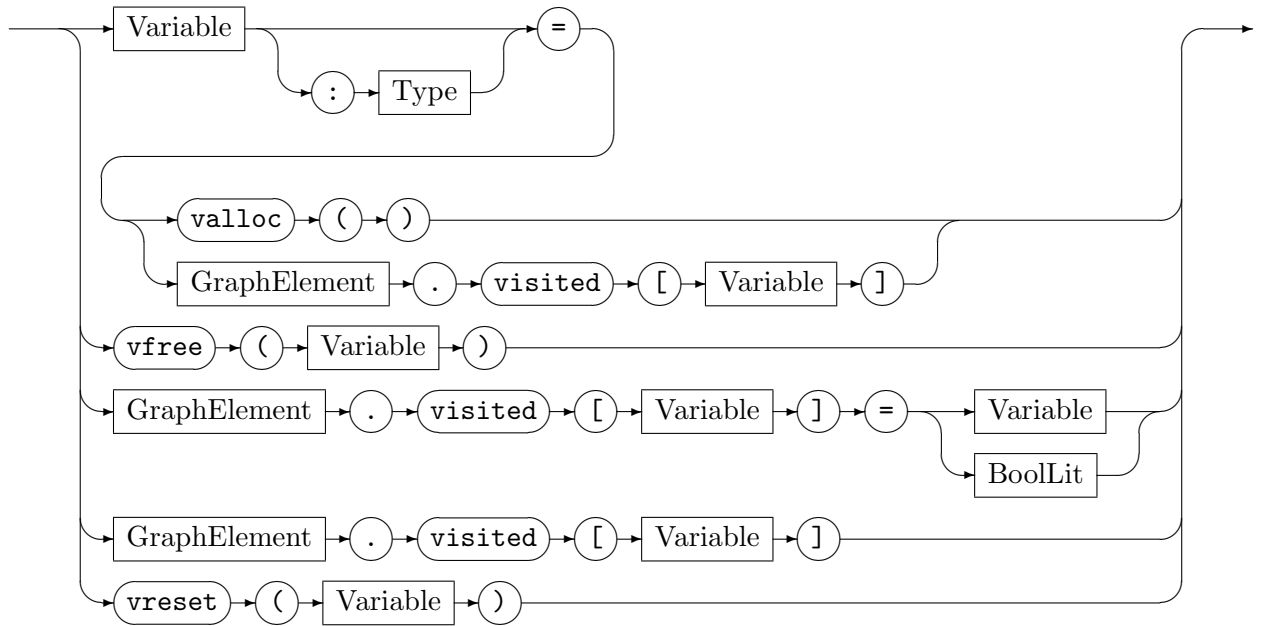 Variable =
: Type
valloc ( )
GraphElement . visited [ Variable ]
vfree ( Variable )
GraphElement . visited [ Variable ] = Variable
BoolLit
GraphElement . visited [ Variable ]
vreset ( Variable )